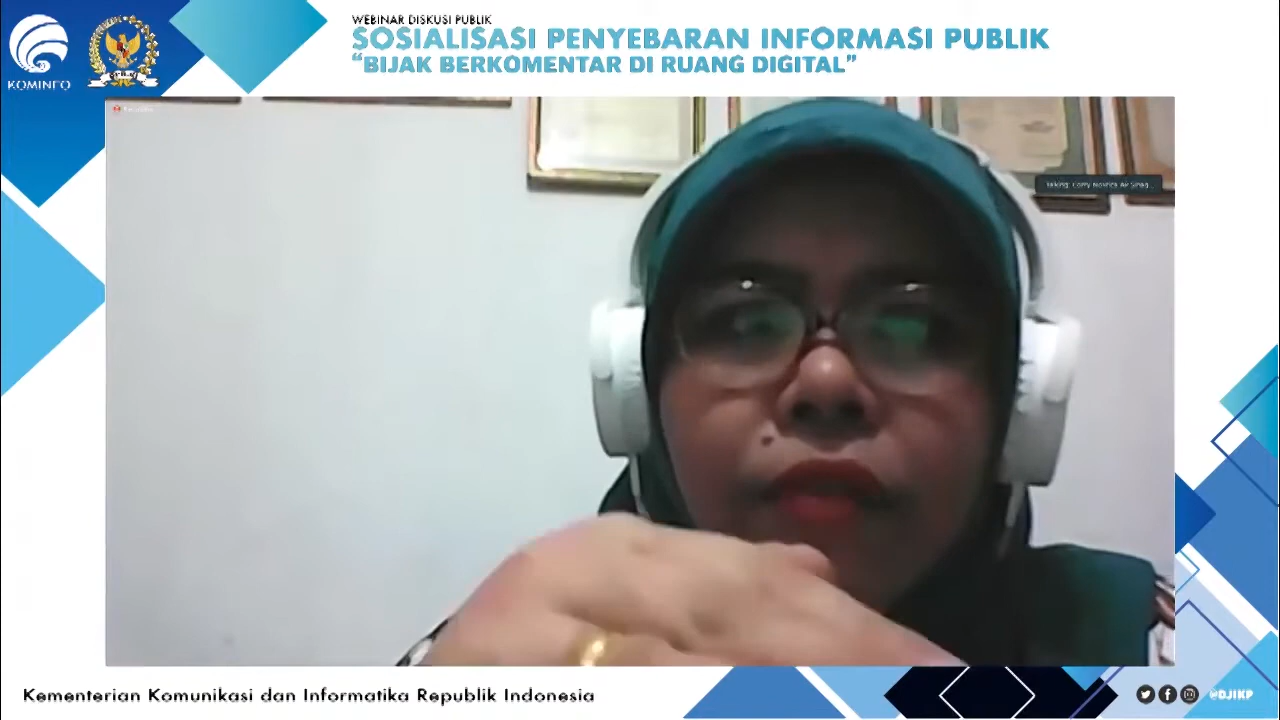 WEBINAR DISKUSI PUBLIK
SOSIALISASI PENYEBARAN INFORMASI PUBLIK
“BIJAK BERKOMENTAR DI RUANG DIGITAL”
KOMINFO
Talking:
Kementerian Komunikasi dan Informatika Republik Indonesia
@DJIKP